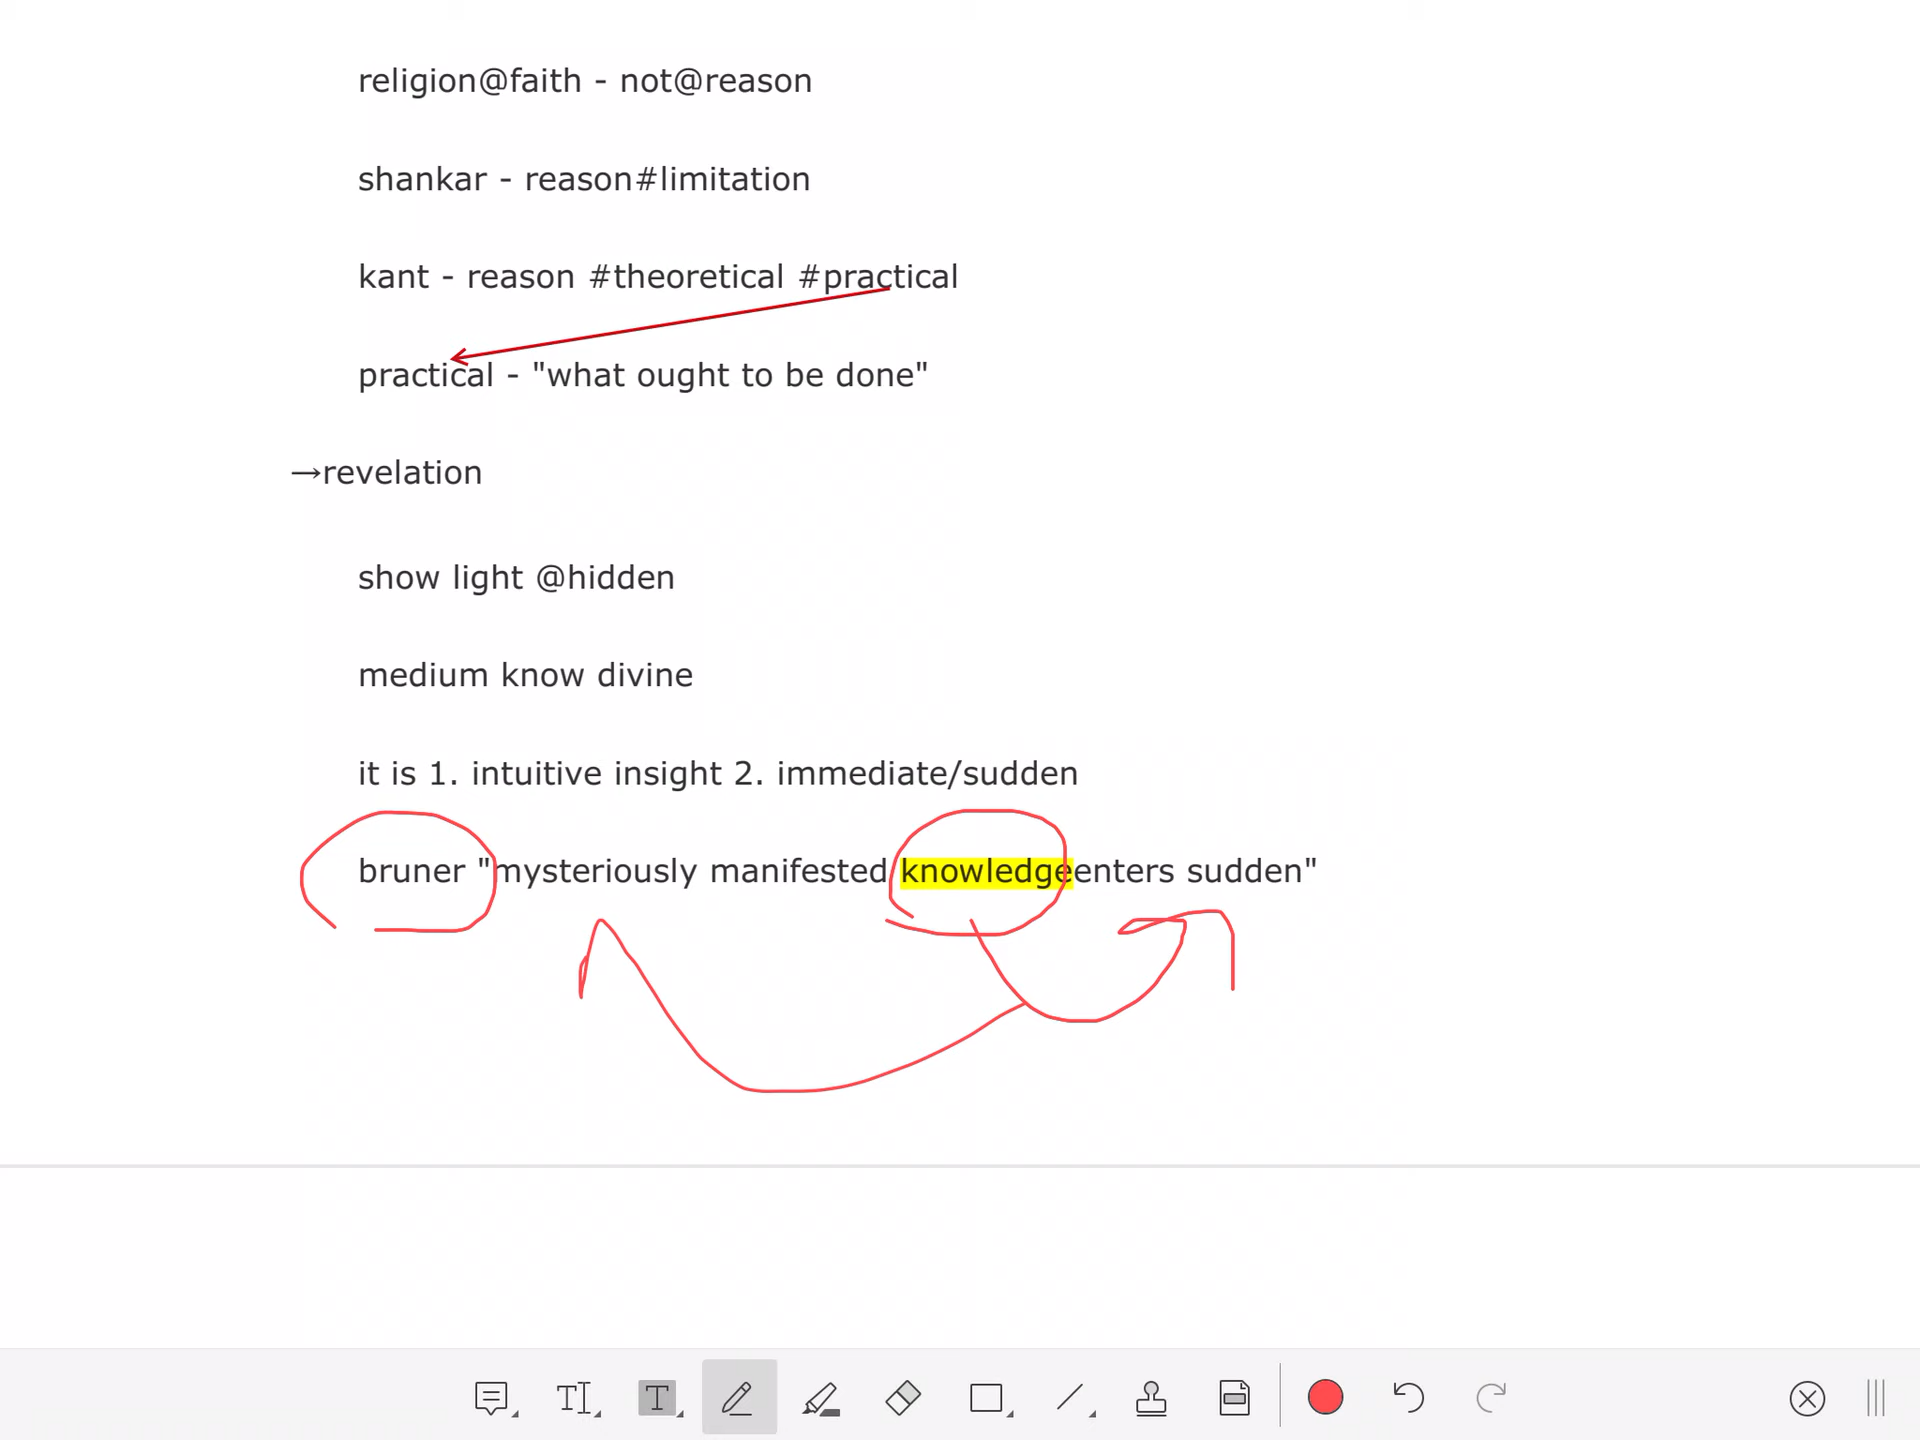 religion@faith - not@reason
shankar - reason#limitation
kant - reason #theoretical #practical
practical - "what ought to be done"
→revelation
show light @hidden
medium know divine
it is 1. intuitive insight 2. immediate/sudden
bruner "mysteriously manifested knowledgeenters sudden"